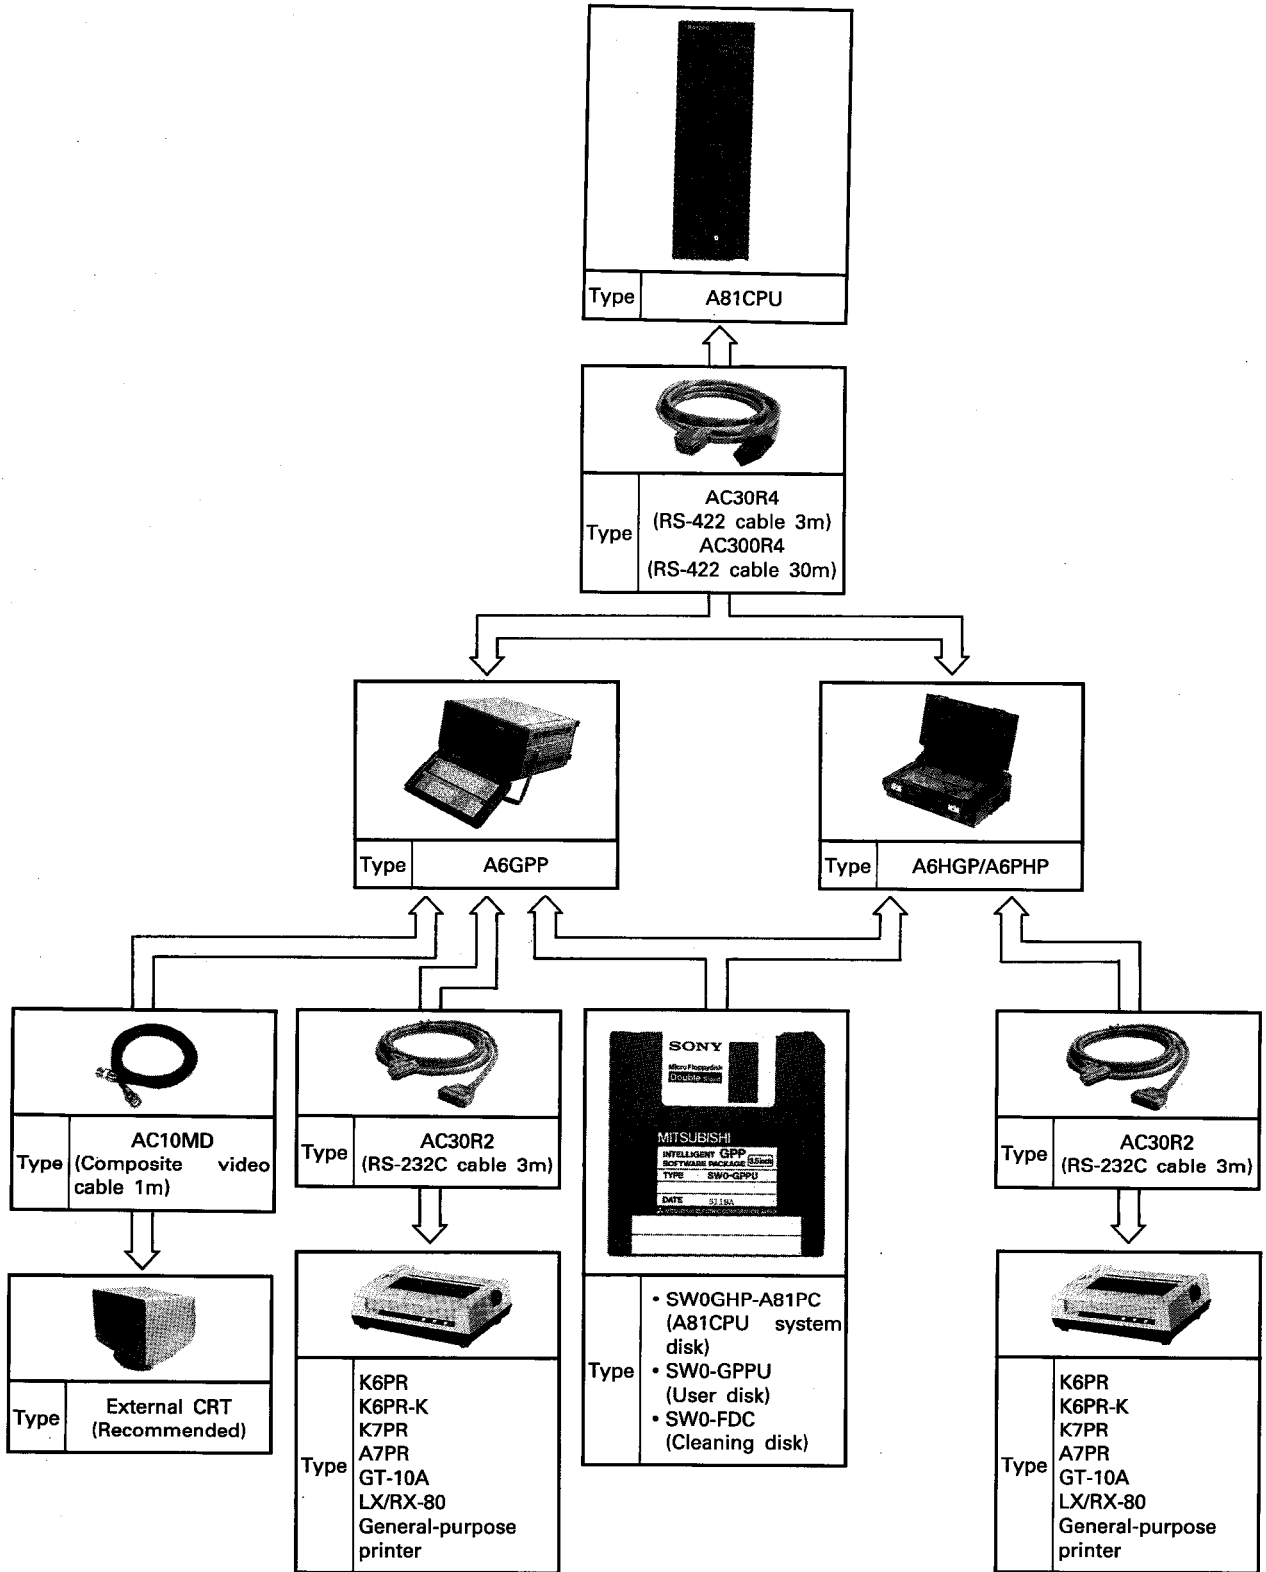 Type A81CPU
AC30R4
(RS-422 cable 3m)
Type
AC300R4
(RS-422 cable 30m)
Type A6GPP
Type A6HGP/A6PHP
AC10MD
Type (Composite video
cable 1m)
Type AC30R2
(RS-232C cable 3m)
SONY
Micro Floppydisk
Double
MITSUBISHI
INTELLIGENT GPP
SOFTWARE PACKAGE 3.5inch
TYPE SW0-GPPU
DATE
Type AC30R2
(RS-232C cable 3m)
Type External CRT
(Recommended)
K6PR
K6PR-K
K7PR
A7PR
Type
GT-10A
LX/RX-80
General-purpose
printer
• SW0GHP-A81PC
(A81CPU system
disk)
Type • SW0-GPPU
(User disk)
• SW0-FDC
(Cleaning disk)
K6PR
K6PR-K
K7PR
A7PR
Type
GT-10A
LX/RX-80
General-purpose
printer